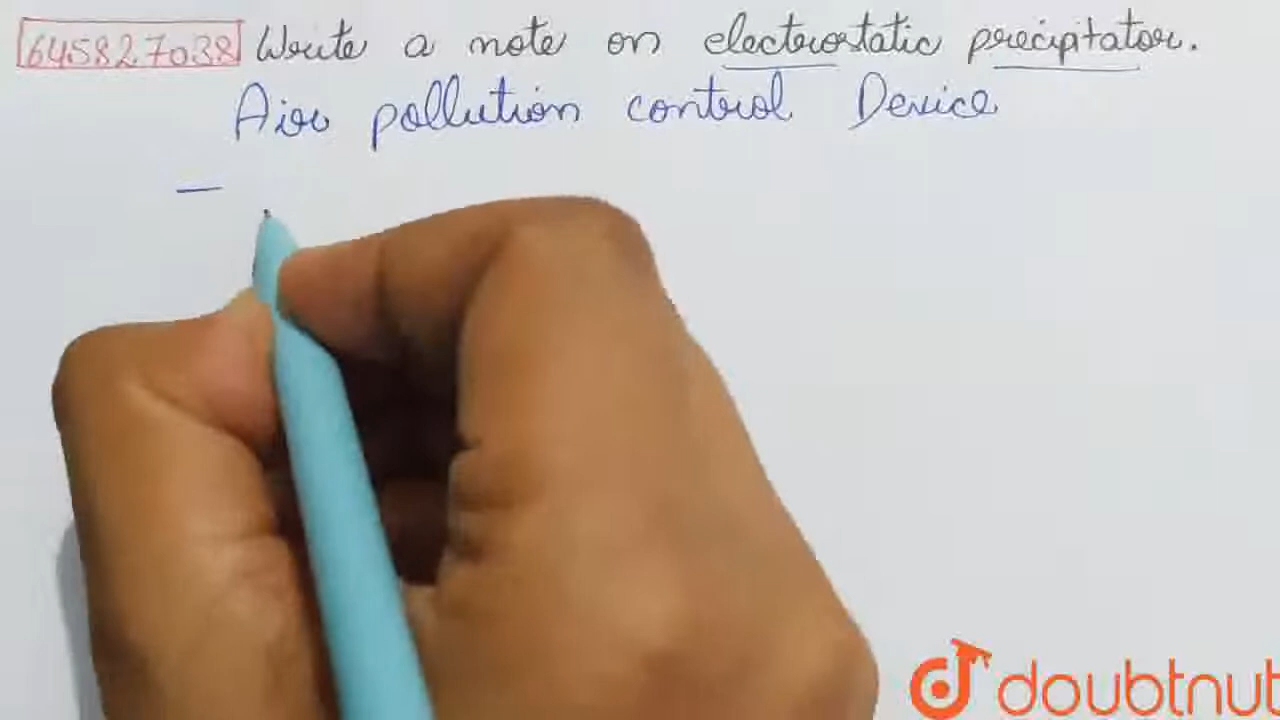 645827038 Write a note on electrostatic precipitator.
Air pollution control Device
doubtnut